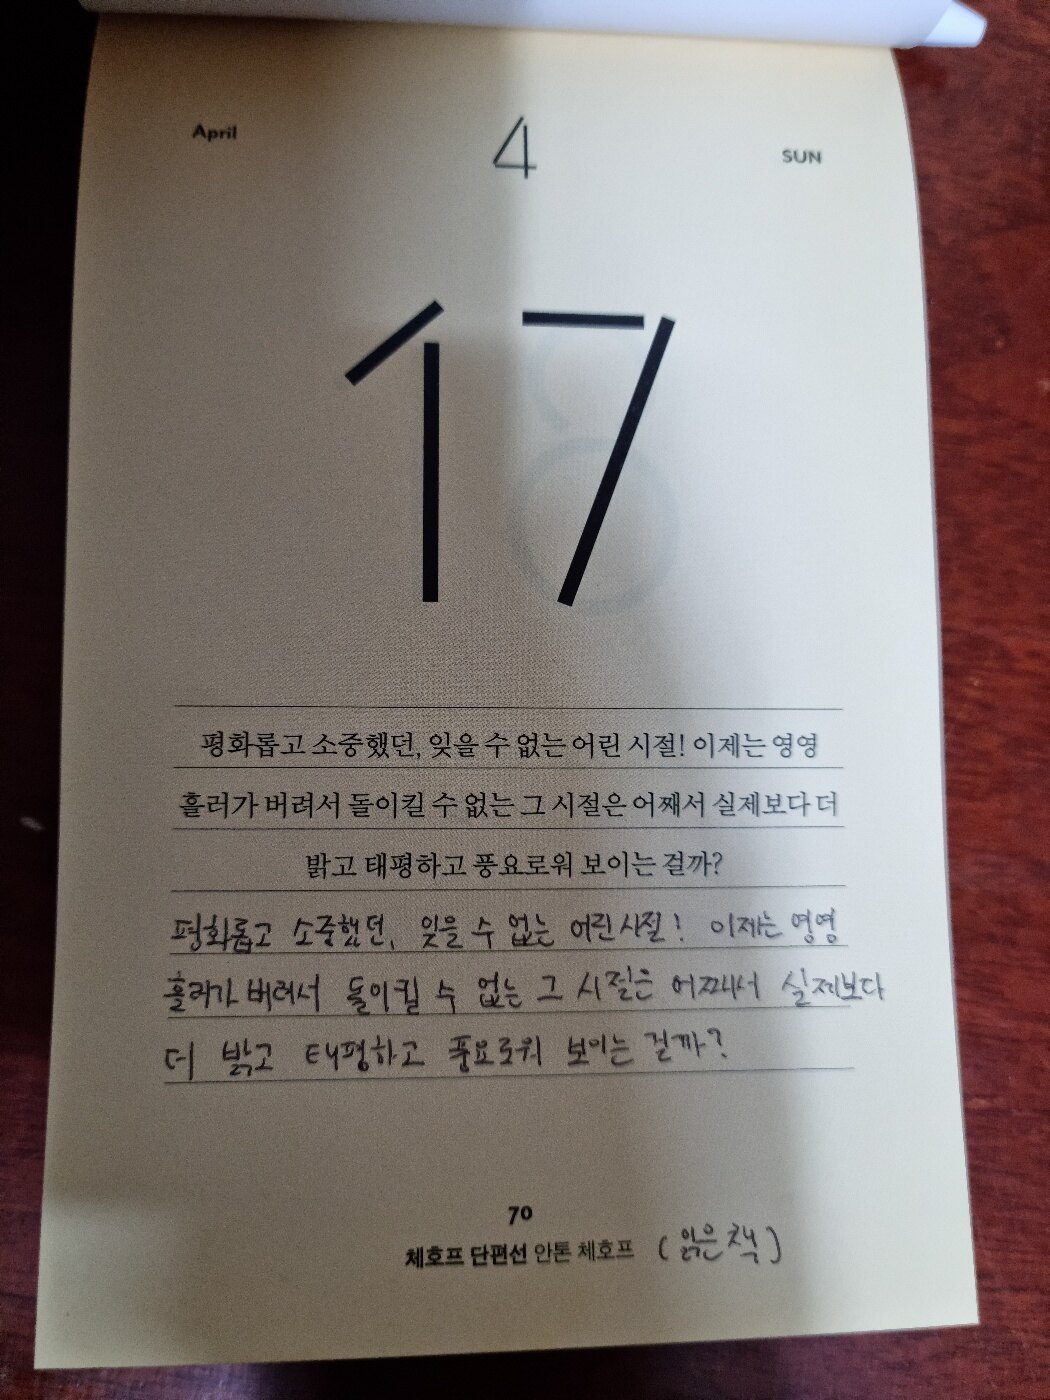 April
4
SUN
17
평화롭고 소중했던, 잊을 수 없는 어린 시절! 이제는 영영
흘러가 버려서 돌이킬 수 없는 그 시절은 어째서 실제보다 더
밝고 태평하고 풍요로워 보이는 걸까?
평화롭고 소중했던, 잊을 수 없는 어린 시절! 이제는 영영
흘러가 버려서 돌이킬 수 없는 그 시절은 어째서 실제보다
더 밝고 태평하고 풍요로워 보이는 걸까?
70
체호프 단편선 안톤 체호프 (읽은 책)